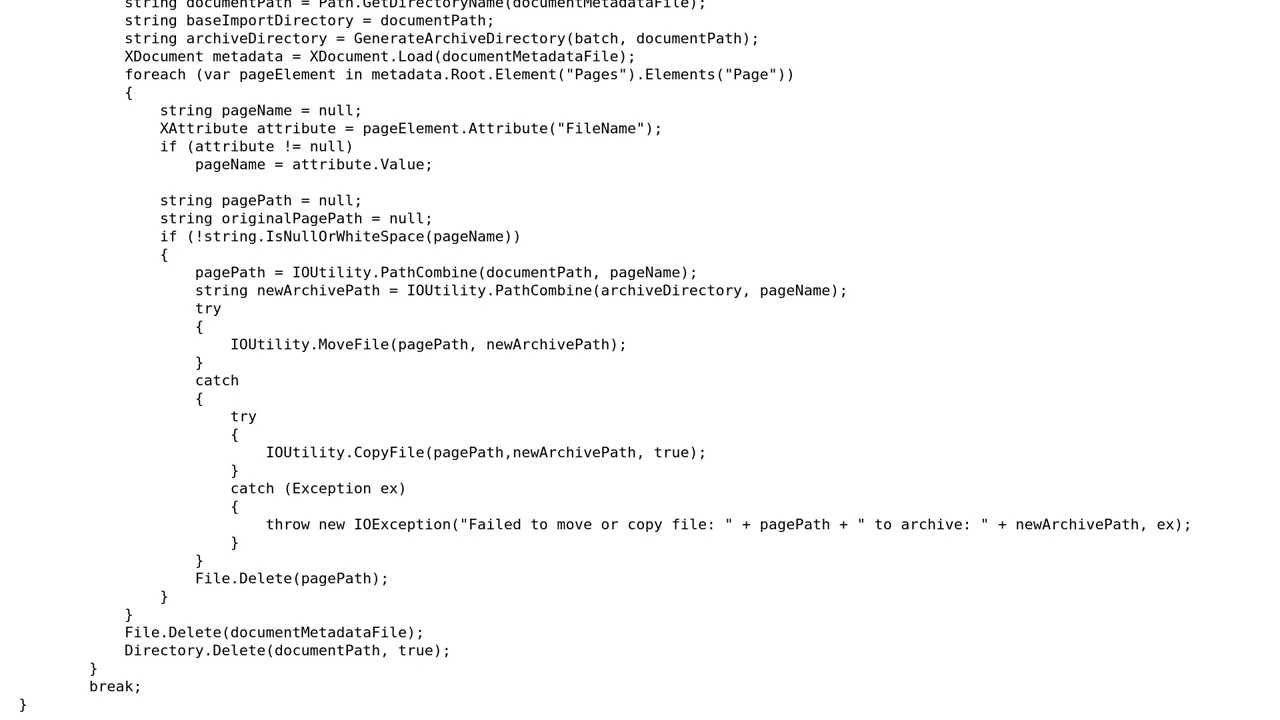 string documentPath = Path.GetDirectoryName(documentMetadataFile);
string baseImportDirectory = documentPath;
string archiveDirectory = GenerateArchiveDirectory(batch, documentPath);
XDocument metadata = XDocument.Load(documentMetadataFile);
foreach (var pageElement in metadata.Root.Element("Pages").Elements("Page"))
{
string pageName = null;
XAttribute attribute = pageElement.Attribute("FileName");
if (attribute != null)
pageName = attribute.Value;
string pagePath = null;
string originalPagePath = null;
if (!string.IsNullOrWhiteSpace(pageName))
{
pagePath = IOUtility.PathCombine(documentPath, pageName);
string newArchivePath = IOUtility.PathCombine(archiveDirectory, pageName);
try
{
IOUtility.MoveFile(pagePath, newArchivePath);
}
catch
{
try
{
IOUtility.CopyFile(pagePath,newArchivePath, true);
}
catch (Exception ex)
{
throw new IOException("Failed to move or copy file: " + pagePath + " to archive: " + newArchivePath, ex);
}
}
File.Delete(pagePath);
}
}
File.Delete(documentMetadataFile);
Directory.Delete(documentPath, true);
}
break;
}